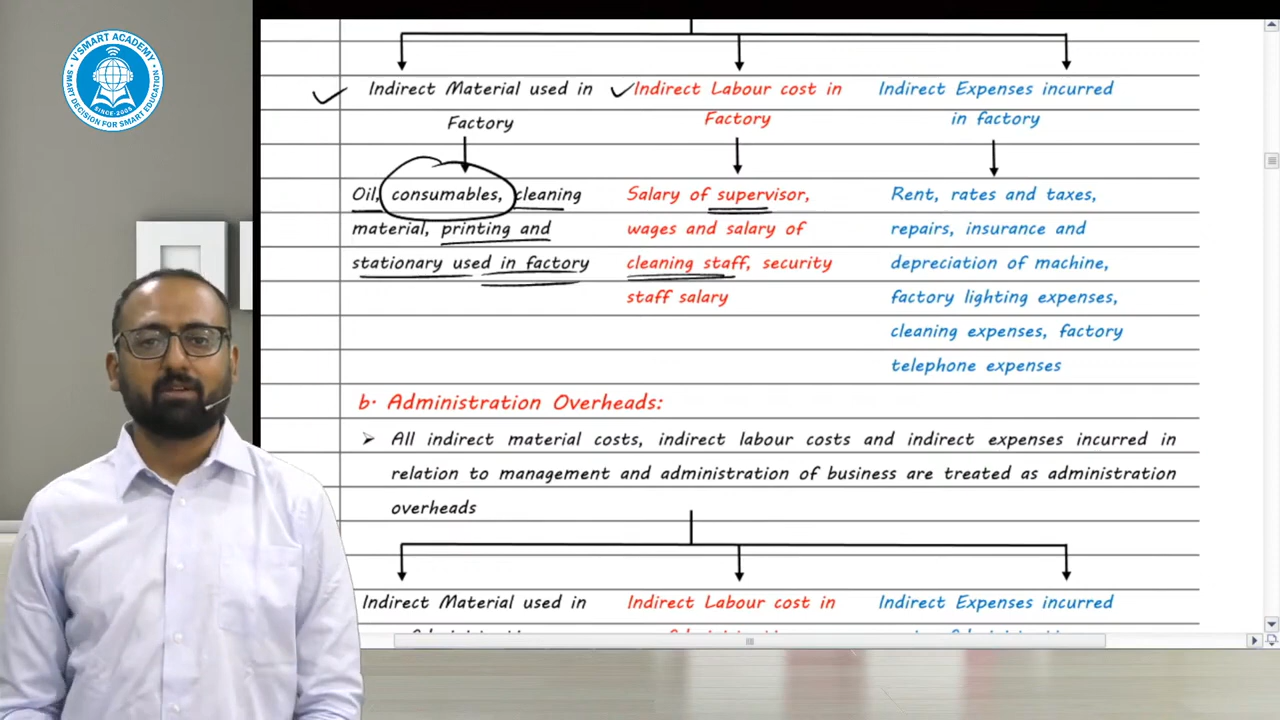 V'SMART ACADEMY
SINCE-2005
SMART DECISION FOR SMART EDUCATION
Indirect Material used in
Factory
Indirect Labour cost in
Factory
Indirect Expenses incurred
in factory
Oil, consumables, cleaning
material, printing and
stationary used in factory
Salary of supervisor,
wages and salary of
cleaning staff, security
staff salary
Rent, rates and taxes,
repairs, insurance and
depreciation of machine,
factory lighting expenses,
cleaning expenses, factory
telephone expenses
b. Administration Overheads:
➢ All indirect material costs, indirect labour costs and indirect expenses incurred in
relation to management and administration of business are treated as administration
overheads
Indirect Material used in
Indirect Labour cost in
Indirect Expenses incurred